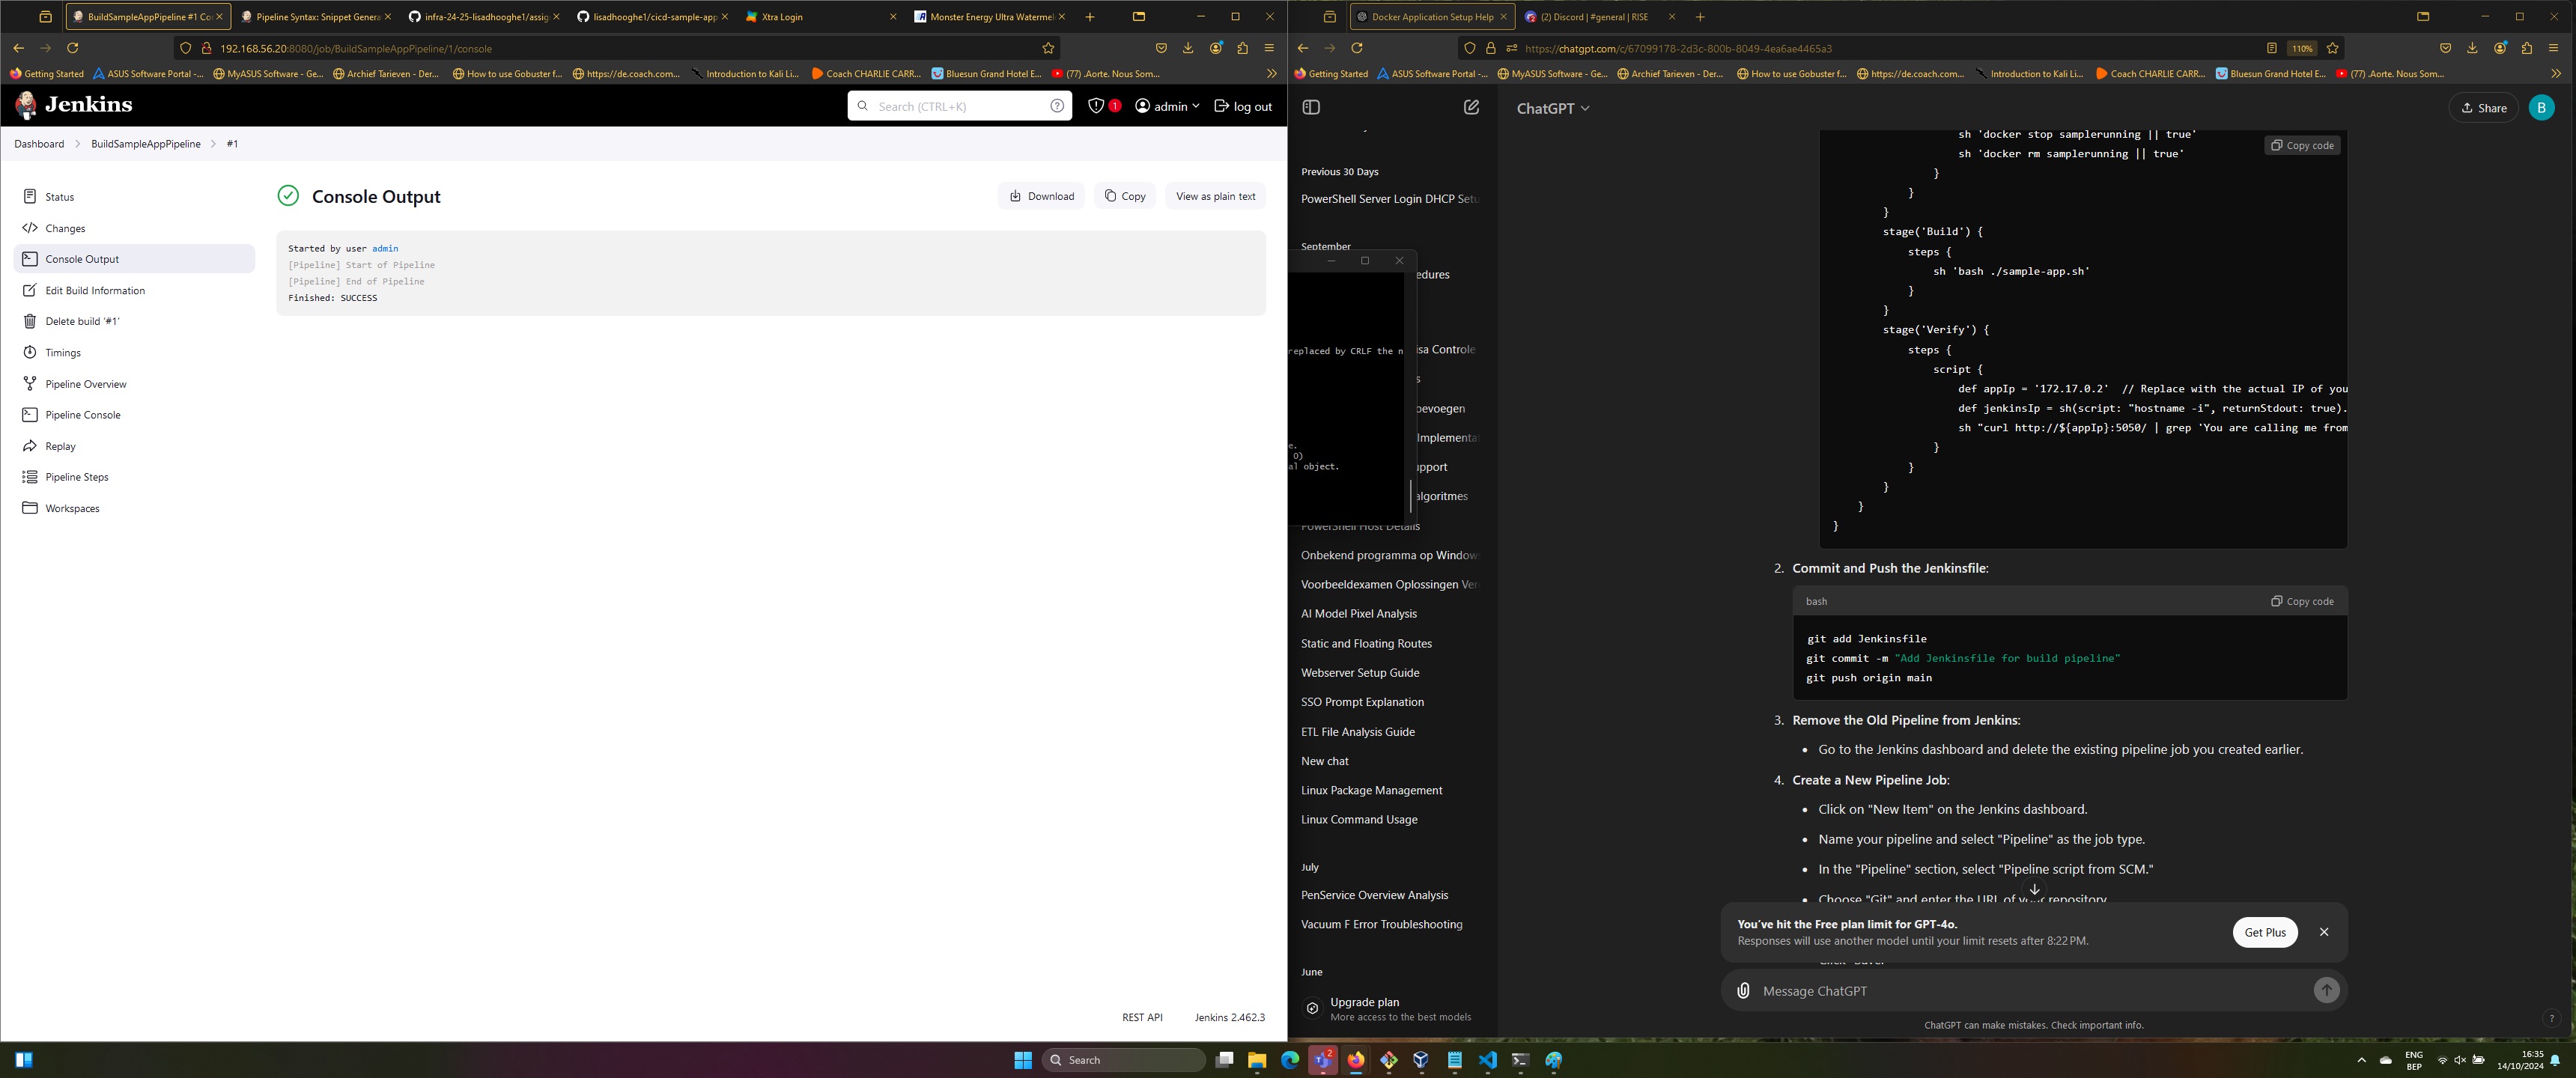 BuildSampleAppPipeline #1 Co
Pipeline Syntax: Snippet Genera
infra-24-25-lisadhooghe1/assig
lisadhooghe1/cicd-sample-app
Xtra Login
Monster Energy Ultra Waterme
192.168.56.20:8080/job/BuildSampleAppPipeline/1/console
Getting Started
ASUS Software Portal -...
MyASUS Software - Ge...
Archief Tarieven - Der...
How to use Gobuster f...
https://de.coach.com...
Introduction to Kali Li...
Coach CHARLIE CARR...
Bluesun Grand Hotel E...
(77) .Aorte. Nous Som...
Jenkins
Search (CTRL+K)
1
admin
log out
Dashboard
BuildSampleAppPipeline
#1
Status
Changes
Console Output
Edit Build Information
Delete build '#1'
Timings
Pipeline Overview
Pipeline Console
Replay
Pipeline Steps
Workspaces
Console Output
Download
Copy
View as plain text
Started by user admin
[Pipeline] Start of Pipeline
[Pipeline] End of Pipeline
Finished: SUCCESS
REST API
Jenkins 2.462.3
Docker Application Setup Help
(2) Discord | #general | RISE
https://chatgpt.com/c/67099178-2d3c-800b-8049-4ea6ae4465a3
110%
Getting Started
ASUS Software Portal -...
MyASUS Software - Ge...
Archief Tarieven - Der...
How to use Gobuster f...
https://de.coach.com...
Introduction to Kali Li...
Coach CHARLIE CARR...
Bluesun Grand Hotel E...
(77) .Aorte. Nous Som...
ChatGPT
Share
B
Previous 30 Days
PowerShell Server Login DHCP Setu
September
edures
replaced by CRLF the n
isa Controle
s
oevoegen
Implementa
e.
0)
al object.
upport
algoritmes
PowerShell Host Details
Onbekend programma op Window
Voorbeeldexamen Oplossingen Ver
AI Model Pixel Analysis
Static and Floating Routes
Webserver Setup Guide
SSO Prompt Explanation
ETL File Analysis Guide
New chat
Linux Package Management
Linux Command Usage
July
PenService Overview Analysis
Vacuum F Error Troubleshooting
June
Upgrade plan
More access to the best models
Copy code
sh 'docker stop samplerunning || true'
sh 'docker rm samplerunning || true'
}
}
}
stage('Build') {
steps {
sh 'bash ./sample-app.sh'
}
}
stage('Verify') {
steps {
script {
def appIp = '172.17.0.2'  // Replace with the actual IP of you
def jenkinsIp = sh(script: "hostname -i", returnStdout: true).
sh "curl http://${appIp}:5050/ | grep 'You are calling me from
}
}
}
}
}
2. Commit and Push the Jenkinsfile:
bash
Copy code
git add Jenkinsfile
git commit -m "Add Jenkinsfile for build pipeline"
git push origin main
3. Remove the Old Pipeline from Jenkins:
• Go to the Jenkins dashboard and delete the existing pipeline job you created earlier.
4. Create a New Pipeline Job:
• Click on "New Item" on the Jenkins dashboard.
• Name your pipeline and select "Pipeline" as the job type.
• In the "Pipeline" section, select "Pipeline script from SCM."
• Choose "Git" and enter the URL of your repository
You've hit the Free plan limit for GPT-4o.
Responses will use another model until your limit resets after 8:22 PM.
Get Plus
Click "Save."
Message ChatGPT
ChatGPT can make mistakes. Check important info.
?
Search
2
ENG
BEP
16:35
14/10/2024